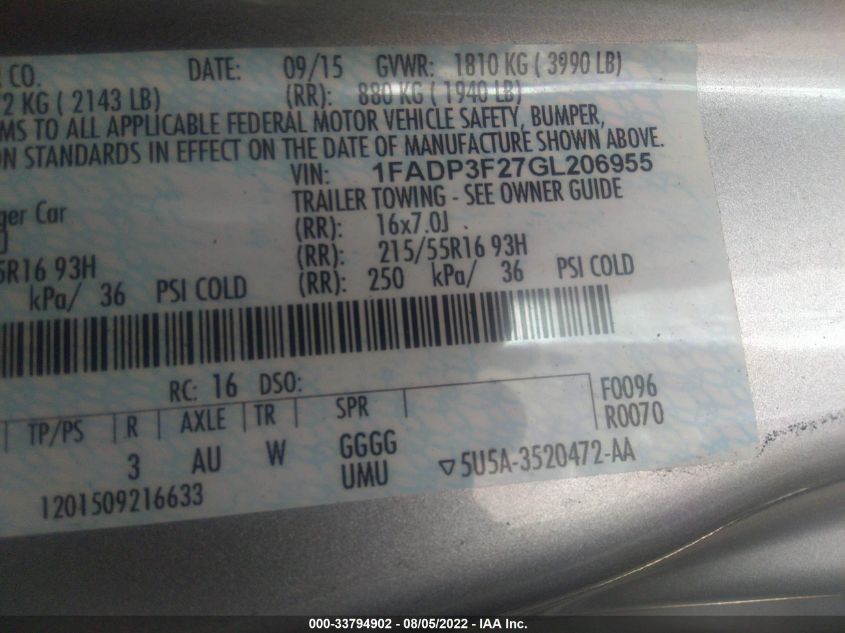 R CO. DATE: 09/15 GVWR: 1810 KG ( 3990 LB)
2 KG ( 2143 LB) (RR): 880 KG ( 1940 LB)
MS TO ALL APPLICABLE FEDERAL MOTOR VEHICLE SAFETY, BUMPER,
ON STANDARDS IN EFFECT ON THE DATE OF MANUFACTURE SHOWN ABOVE.
VIN: 1FADP3F27GL206955
ger Car TRAILER TOWING - SEE OWNER GUIDE
J (RR): 16x7.0J
5R16 93H (RR): 215/55R16 93H
kPa/ 36 PSI COLD (RR): 250 kPa/ 36 PSI COLD
RC: 16 DSO: F0096
TP/PS R AXLE TR SPR R0070
3 AU W GGGG
UMU ▽5U5A-3520472-AA
1201509216633
000-33794902 - 08/05/2022 - IAA Inc.